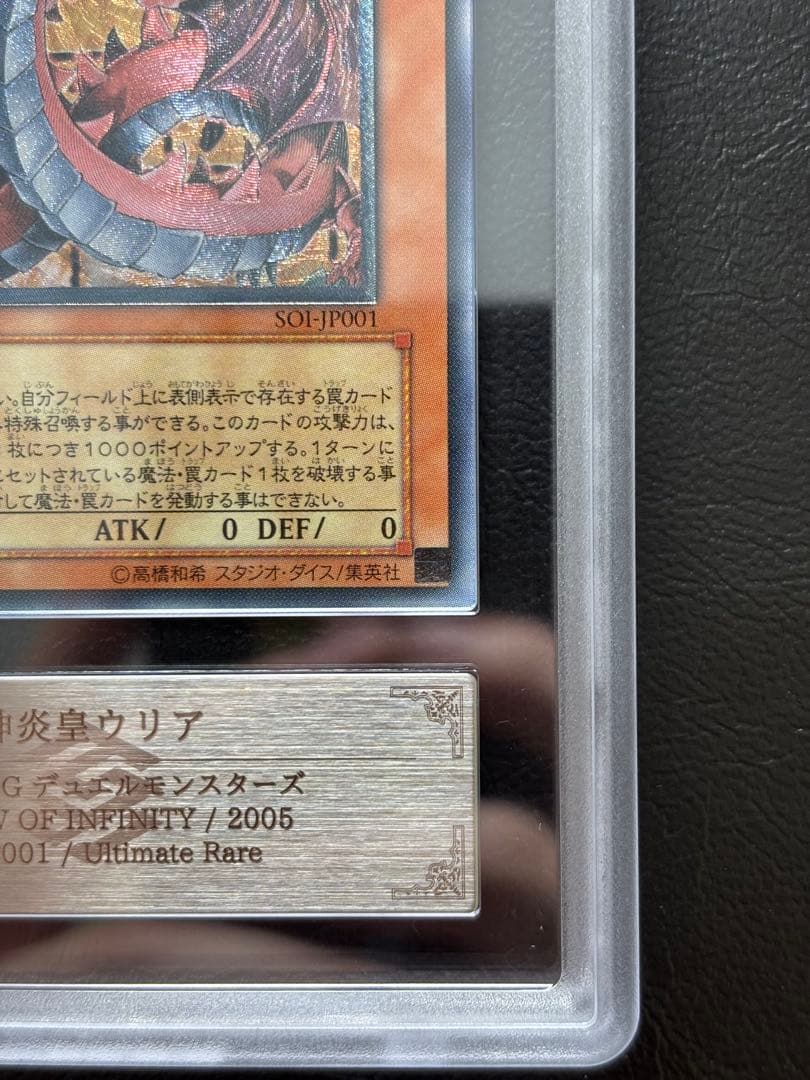 SOI-JP001
い。自分フィールド上に表側表示で存在する罠カード
特殊召喚する事ができる。このカードの攻撃力は、
枚につき1000ポイントアップする。1ターンに
セットされている魔法・罠カード1枚を破壊する事
して魔法・罠カードを発動する事はできない。
ATK/ 0 DEF/ 0
©高橋和希 スタジオ・ダイス/集英社
神炎皇ウリア
G デュエルモンスターズ
OF INFINITY / 2005
001 / Ultimate Rare